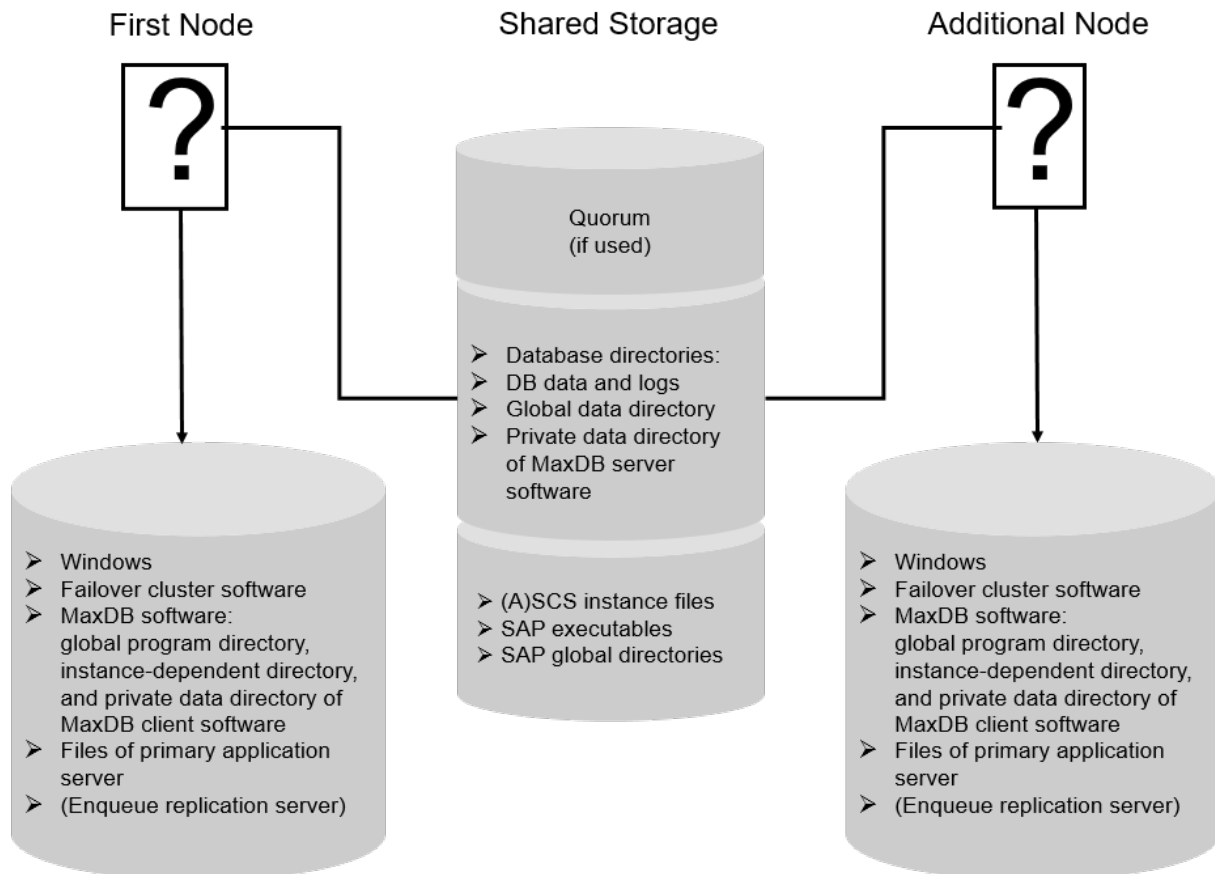 First Node
Shared Storage
Additional Node
?
?
Quorum
(if used)
➢ Database directories:
➢ DB data and logs
➢ Global data directory
➢ Private data directory
of MaxDB server
software
➢ (A)SCS instance files
➢ SAP executables
➢ SAP global directories
➢ Windows
➢ Failover cluster software
➢ MaxDB software:
global program directory,
instance-dependent directory,
and private data directory of
MaxDB client software
➢ Files of primary application
server
➢ (Enqueue replication server)
➢ Windows
➢ Failover cluster software
➢ MaxDB software:
global program directory,
instance-dependent directory,
and private data directory of
MaxDB client software
➢ Files of primary application
server
➢ (Enqueue replication server)